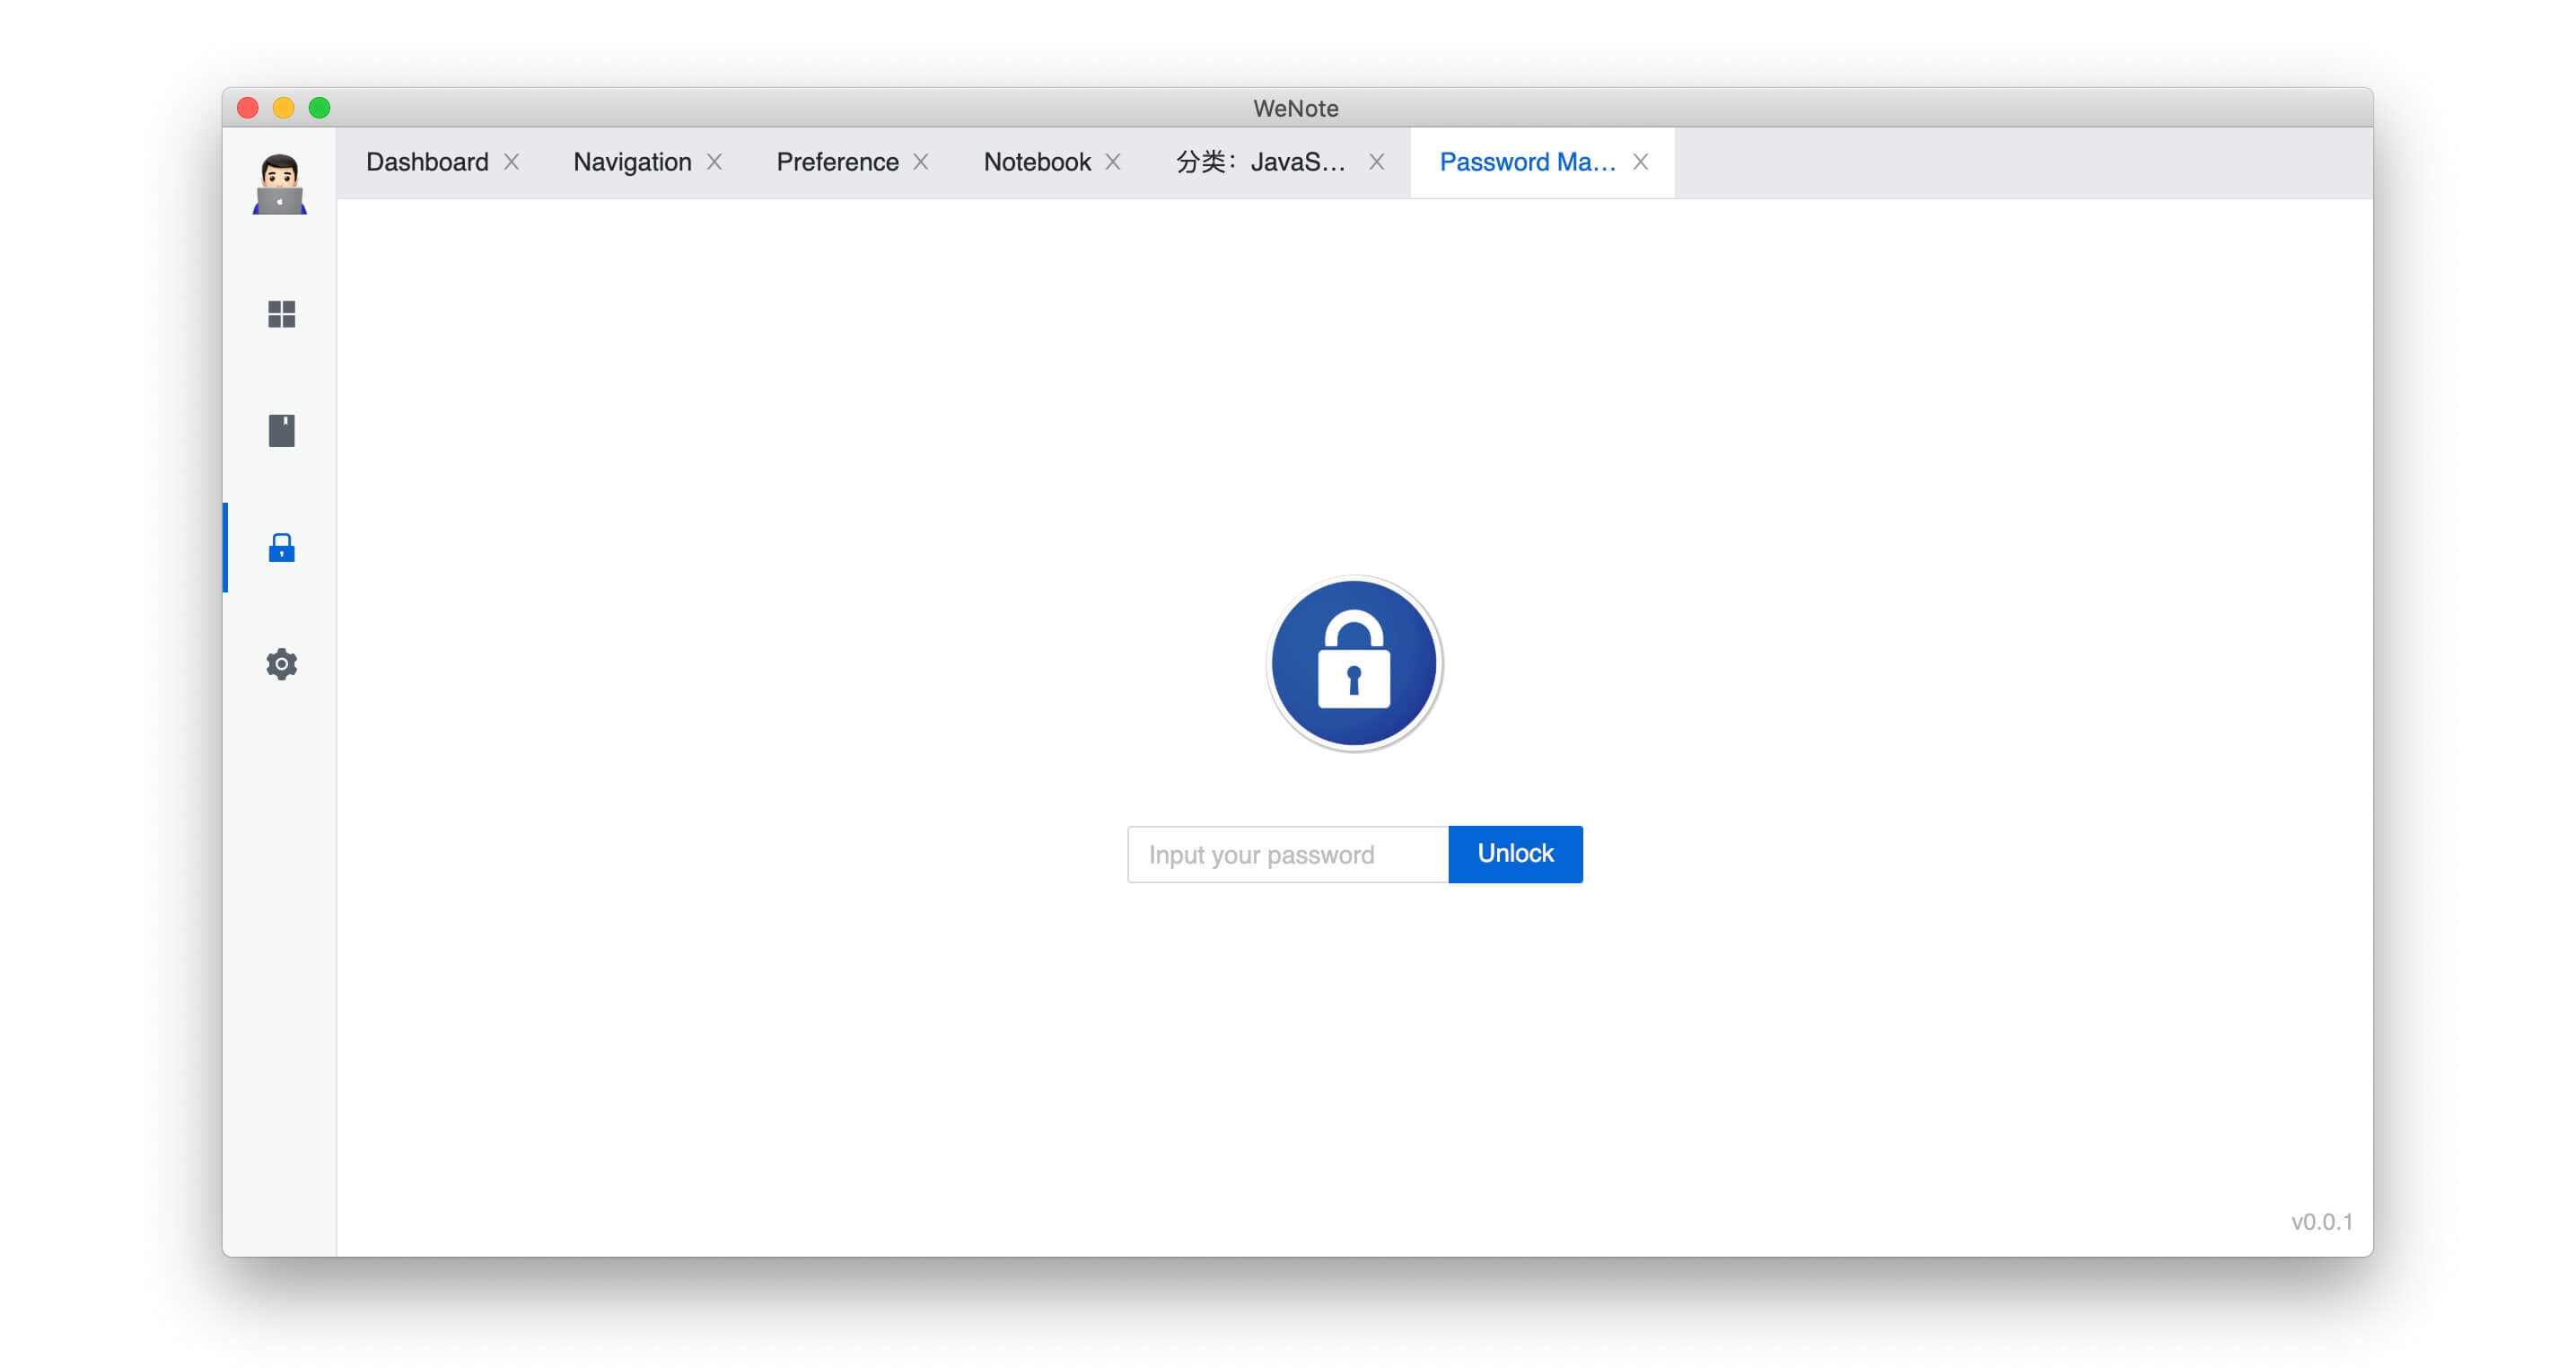 WeNote
Dashboard Navigation Preference Notebook 分类：JavaS... Password Ma...
Input your password Unlock
v0.0.1